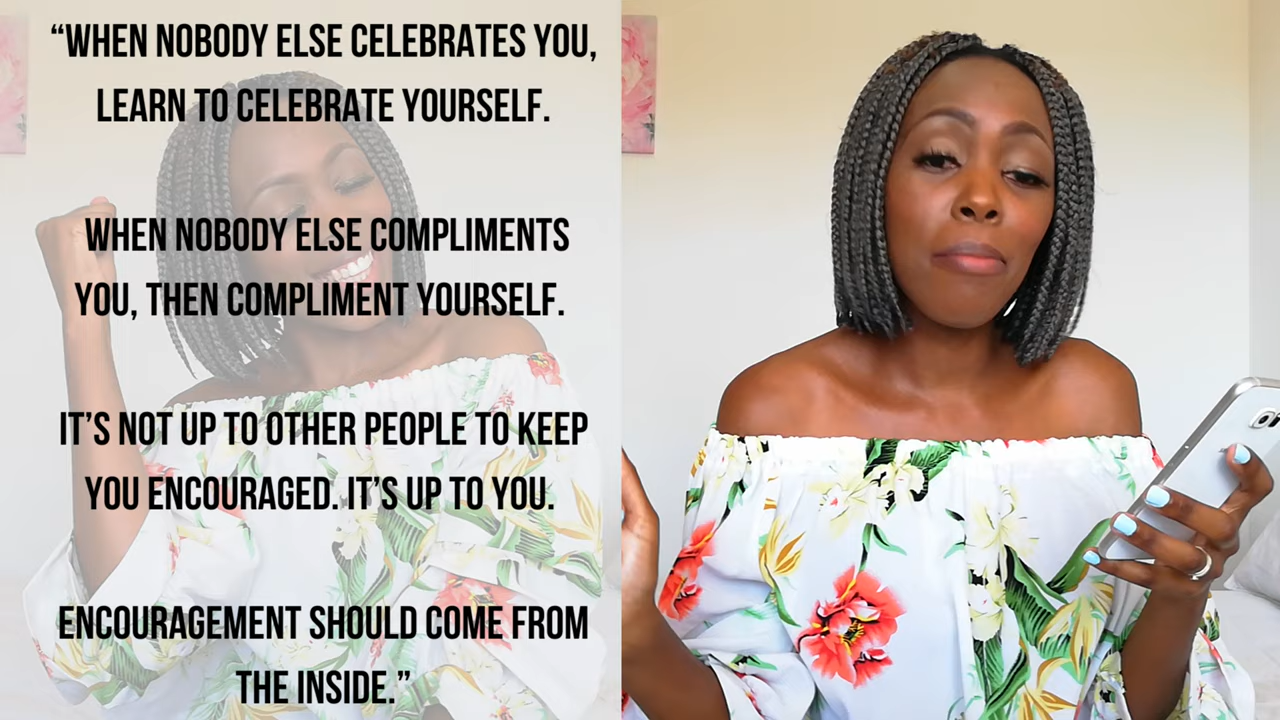 “WHEN NOBODY ELSE CELEBRATES YOU,
LEARN TO CELEBRATE YOURSELF.
WHEN NOBODY ELSE COMPLIMENTS
YOU, THEN COMPLIMENT YOURSELF.
IT’S NOT UP TO OTHER PEOPLE TO KEEP
YOU ENCOURAGED. IT’S UP TO YOU.
ENCOURAGEMENT SHOULD COME FROM
THE INSIDE.”